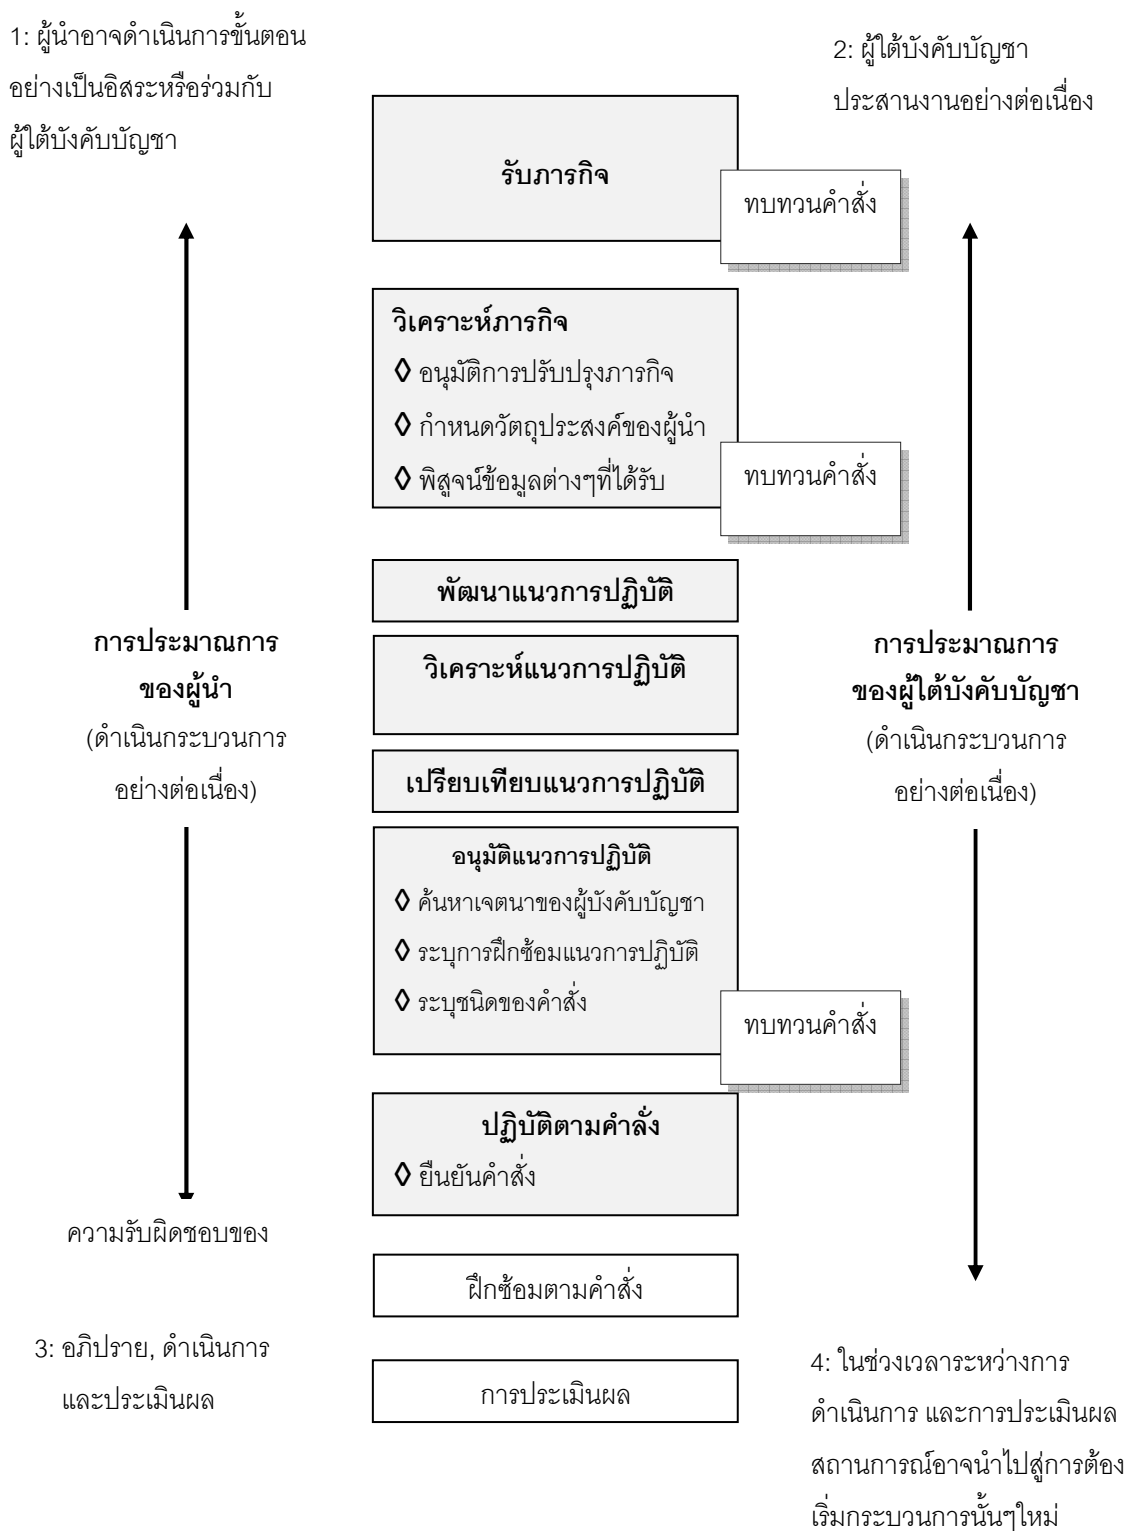 1: ผู้นำอาจดำเนินการขั้นตอน
อย่างเป็นอิสระหรือร่วมกับ
ผู้ใต้บังคับบัญชา
2: ผู้ใต้บังคับบัญชา
ประสานงานอย่างต่อเนื่อง
รับภารกิจ
ทบทวนคำสั่ง
วิเคราะห์ภารกิจ
◊ อนุมัติการปรับปรุงภารกิจ
◊ กำหนดวัตถุประสงค์ของผู้นำ
◊ พิสูจน์ข้อมูลต่างๆที่ได้รับ
ทบทวนคำสั่ง
พัฒนาแนวการปฏิบัติ
วิเคราะห์แนวการปฏิบัติ
เปรียบเทียบแนวการปฏิบัติ
การประมาณการ
ของผู้นำ
(ดำเนินกระบวนการ
อย่างต่อเนื่อง)
การประมาณการ
ของผู้ใต้บังคับบัญชา
(ดำเนินกระบวนการ
อย่างต่อเนื่อง)
อนุมัติแนวการปฏิบัติ
◊ ค้นหาเจตนาของผู้บังคับบัญชา
◊ ระบุการฝึกซ้อมแนวการปฏิบัติ
◊ ระบุชนิดของคำสั่ง
ทบทวนคำสั่ง
ปฏิบัติตามคำลั่ง
◊ ยืนยันคำสั่ง
ความรับผิดชอบของ
ฝึกซ้อมตามคำสั่ง
3: อภิปราย, ดำเนินการ
และประเมินผล
การประเมินผล
4: ในช่วงเวลาระหว่างการ
ดำเนินการ และการประเมินผล
สถานการณ์อาจนำไปสู่การต้อง
เริ่มกระบวนการนั้นๆใหม่